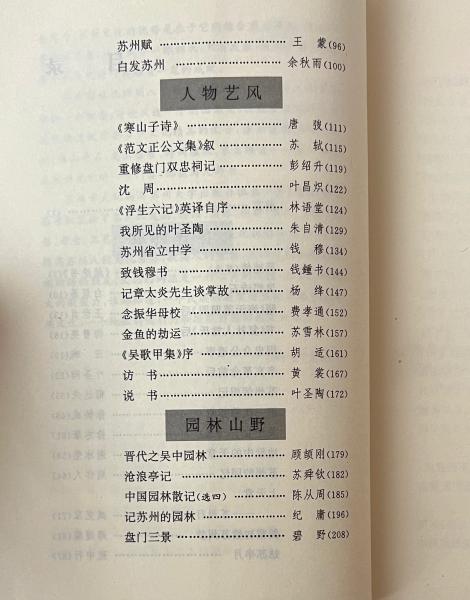 苏州赋 …… 王 蒙(96)
白发苏州 …… 余秋雨(100)
人物艺风
《寒山子诗》 …… 唐 弢(111)
《范文正公文集》叙 …… 苏 轼(115)
重修盘门双忠祠记 …… 彭绍升(119)
沈 周 …… 叶昌炽(122)
《浮生六记》英译自序 …… 林语堂(124)
我所见的叶圣陶 …… 朱自清(129)
苏州省立中学 …… 钱 穆(134)
致钱穆书 …… 钱锺书(144)
记章太炎先生谈掌故 …… 杨 绛(147)
念振华母校 …… 费孝通(152)
金鱼的劫运 …… 苏雪林(157)
《吴歌甲集》序 …… 胡 适(161)
访 书 …… 黄 裳(167)
说 书 …… 叶圣陶(172)
园林山野
晋代之吴中园林 …… 顾颉刚(179)
沧浪亭记 …… 苏舜钦(182)
中国园林散记(选四) …… 陈从周(185)
记苏州的园林 …… 纪 庸(196)
盘门三景 …… 碧 野(208)